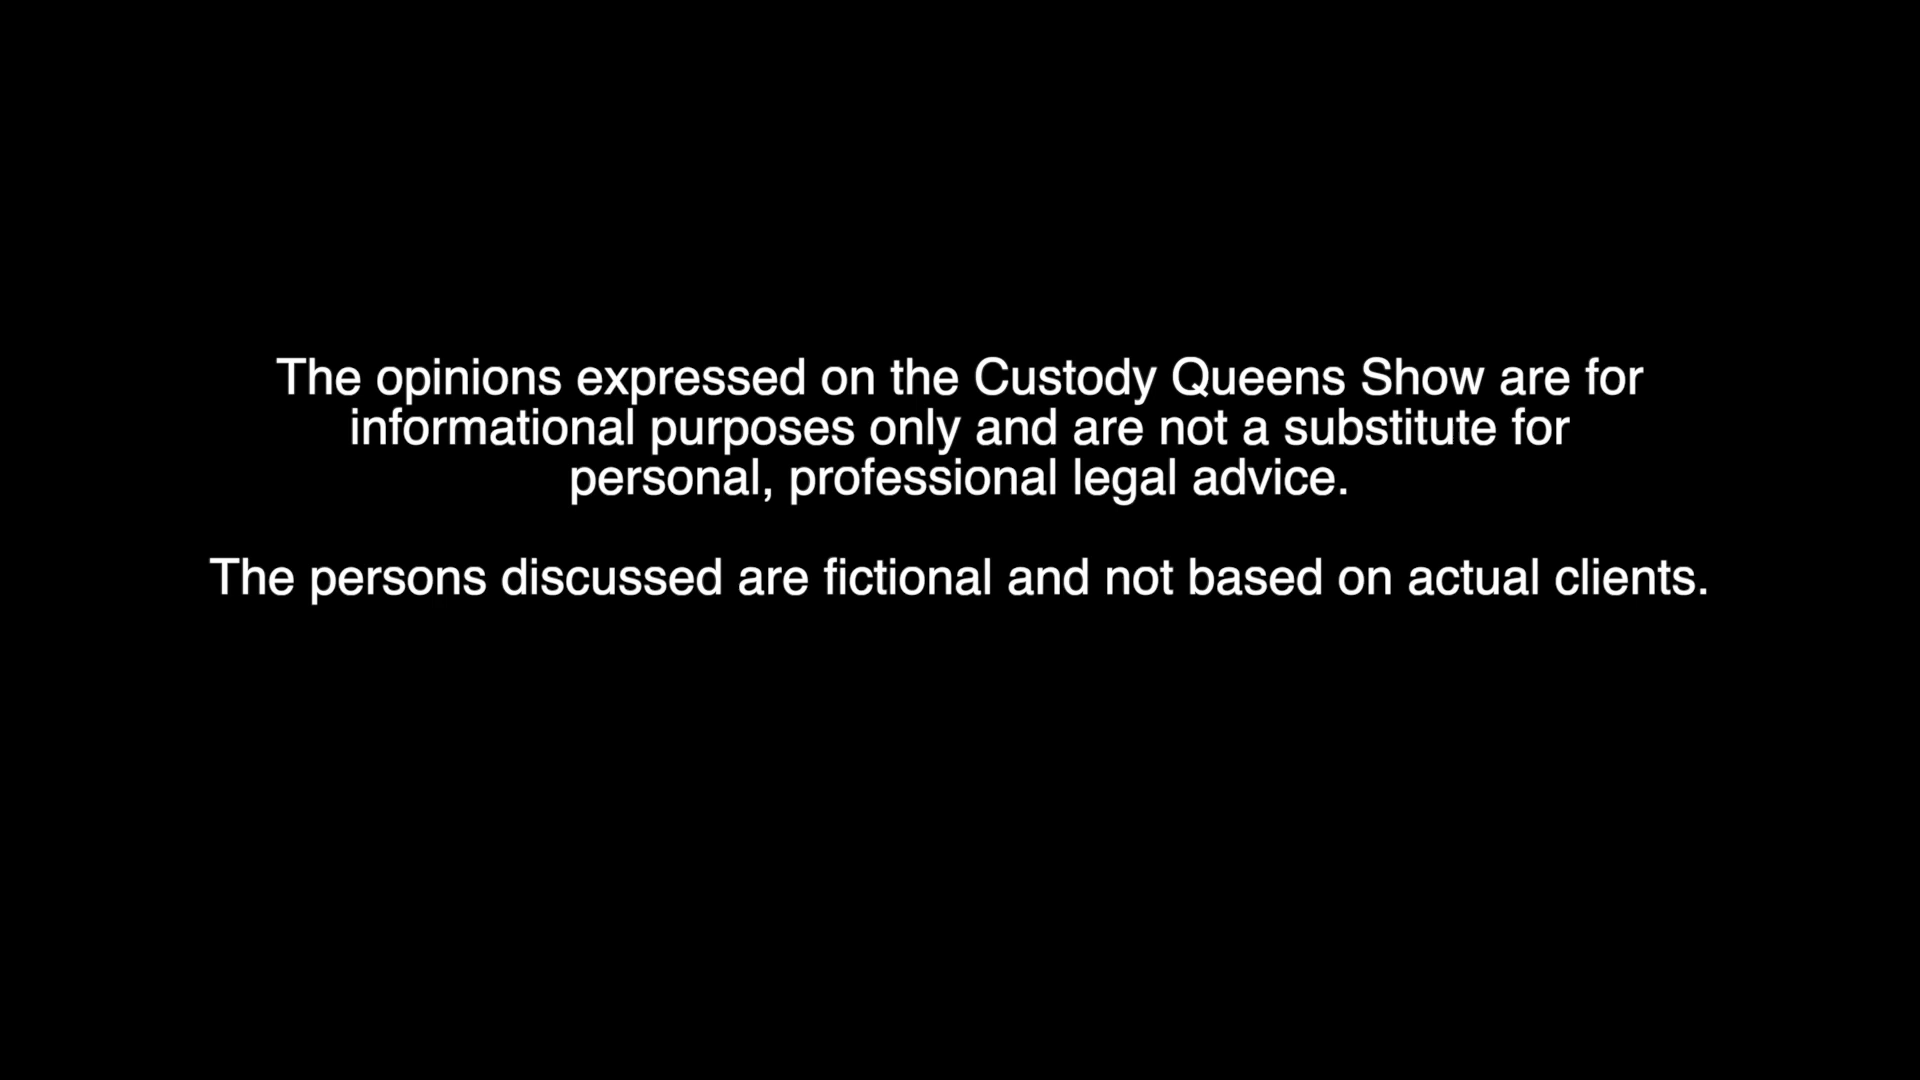 The opinions expressed on the Custody Queens Show are for
informational purposes only and are not a substitute for
personal, professional legal advice.
The persons discussed are fictional and not based on actual clients.